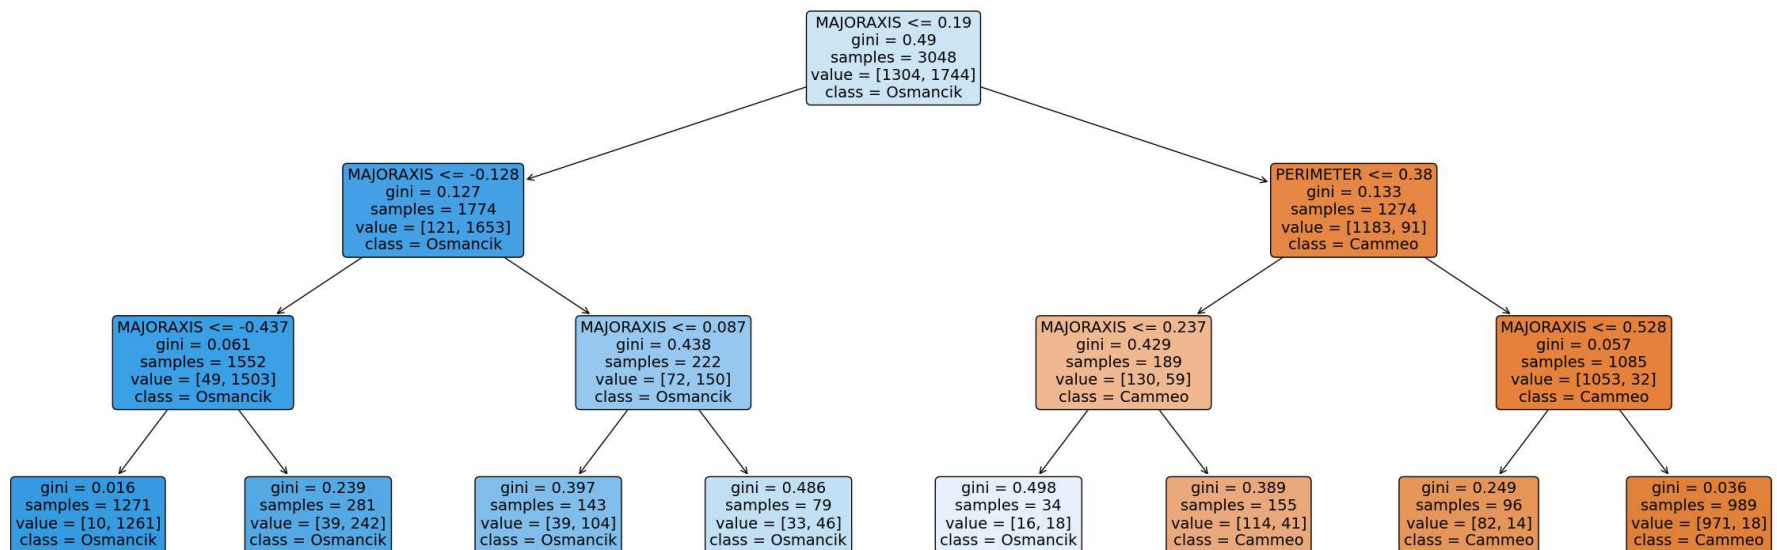 MAJORAXIS <= 0.19
gini = 0.49
samples = 3048
value = [1304, 1744]
class = Osmancik
MAJORAXIS <= -0.128
gini = 0.127
samples = 1774
value = [121, 1653]
class = Osmancik
PERIMETER <= 0.38
gini = 0.133
samples = 1274
value = [1183, 91]
class = Cammeo
MAJORAXIS <= -0.437
gini = 0.061
samples = 1552
value = [49, 1503]
class = Osmancik
MAJORAXIS <= 0.087
gini = 0.438
samples = 222
value = [72, 150]
class = Osmancik
MAJORAXIS <= 0.237
gini = 0.429
samples = 189
value = [130, 59]
class = Cammeo
MAJORAXIS <= 0.528
gini = 0.057
samples = 1085
value = [1053, 32]
class = Cammeo
gini = 0.016
samples = 1271
value = [10, 1261]
class = Osmancik
gini = 0.239
samples = 281
value = [39, 242]
class = Osmancik
gini = 0.397
samples = 143
value = [39, 104]
class = Osmancik
gini = 0.486
samples = 79
value = [33, 46]
class = Osmancik
gini = 0.498
samples = 34
value = [16, 18]
class = Osmancik
gini = 0.389
samples = 155
value = [114, 41]
class = Cammeo
gini = 0.249
samples = 96
value = [82, 14]
class = Cammeo
gini = 0.036
samples = 989
value = [971, 18]
class = Cammeo